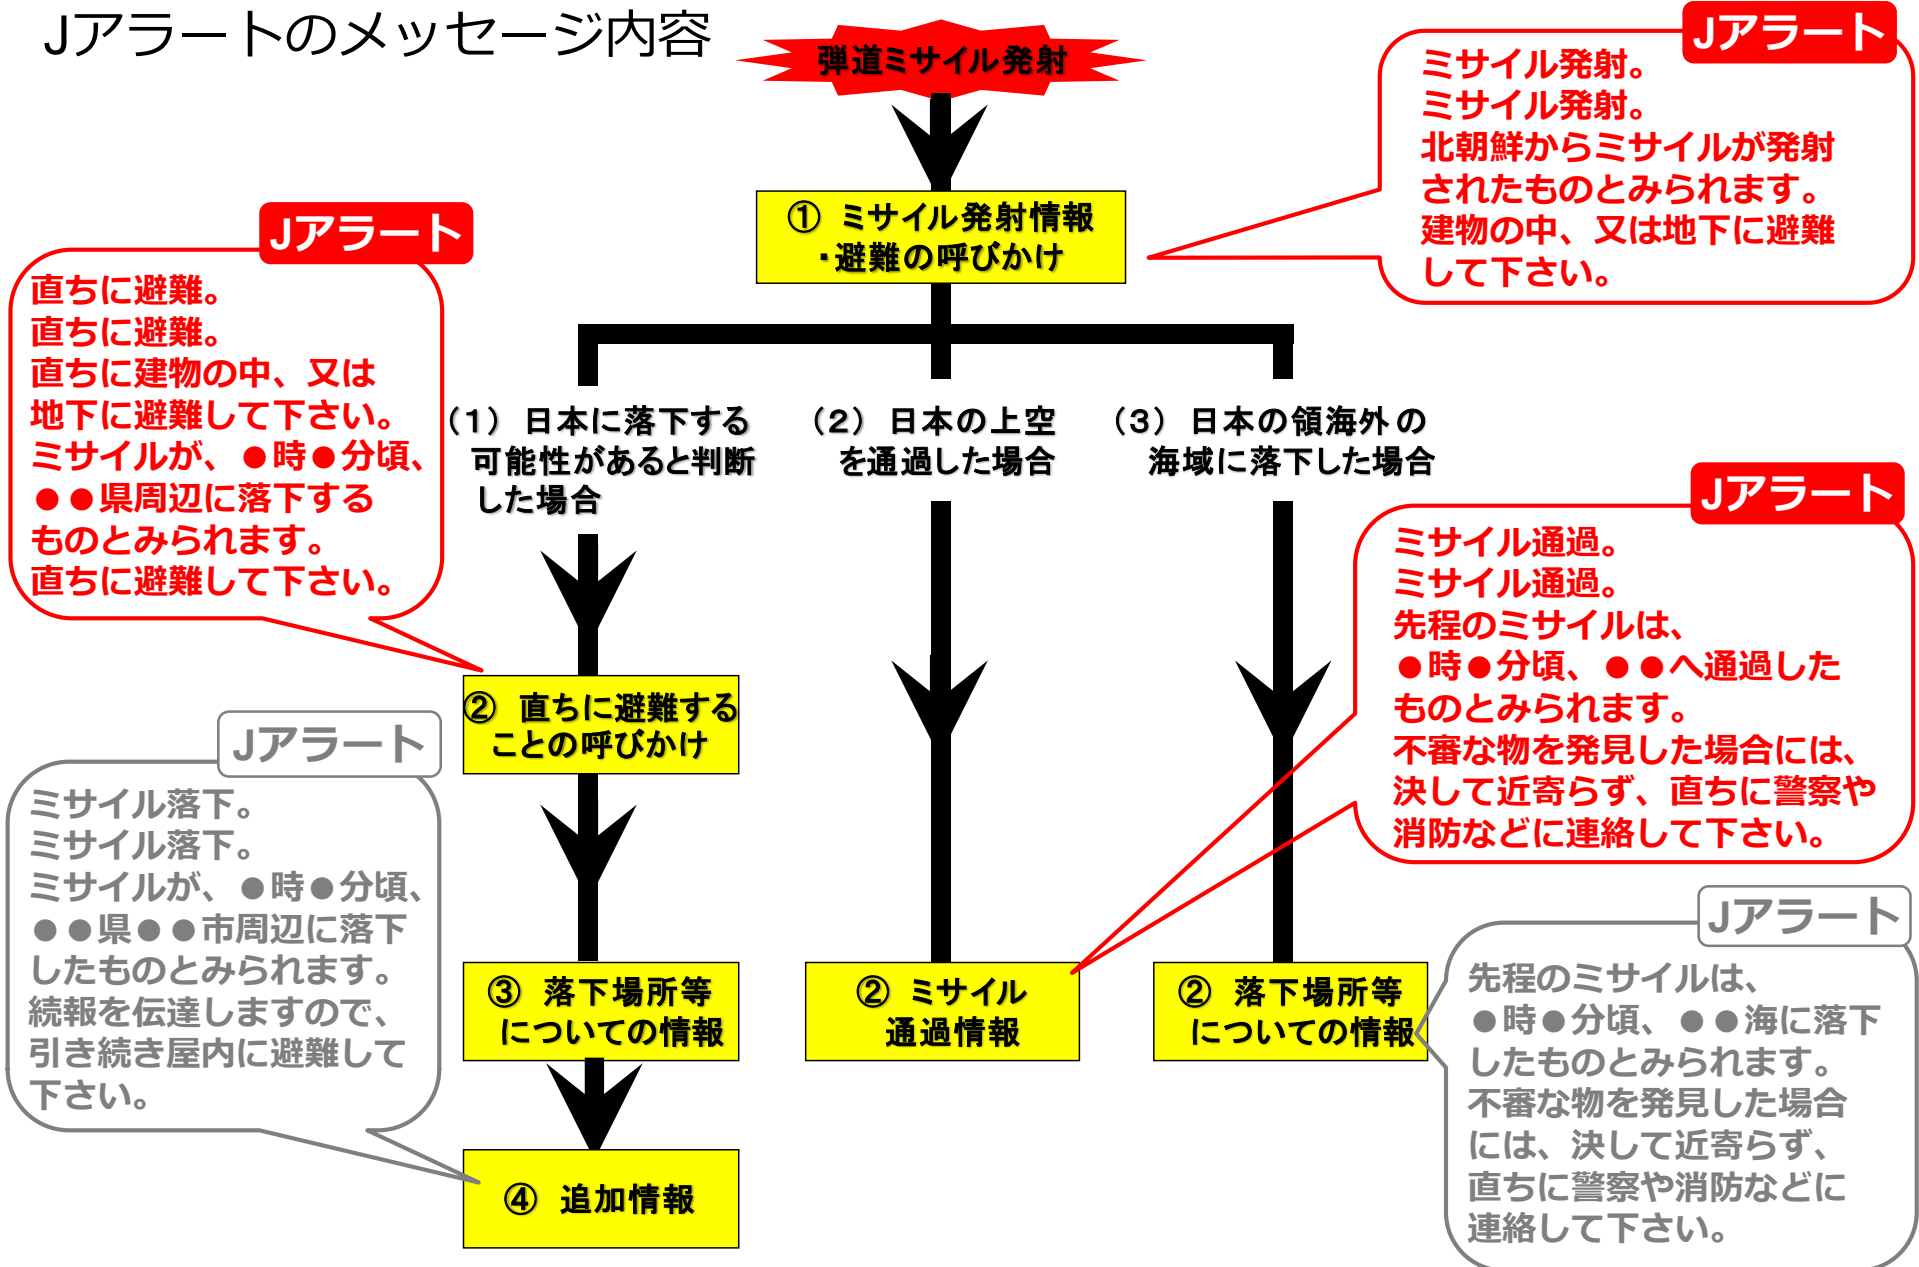 Jアラートのメッセージ内容
弾道ミサイル発射
Jアラート
ミサイル発射。
ミサイル発射。
北朝鮮からミサイルが発射
されたものとみられます。
建物の中、又は地下に避難
して下さい。
① ミサイル発射情報
・避難の呼びかけ
Jアラート
直ちに避難。
直ちに避難。
直ちに建物の中、又は
地下に避難して下さい。
ミサイルが、●時●分頃、
●●県周辺に落下する
ものとみられます。
直ちに避難して下さい。
（1）日本に落下する
可能性があると判断
した場合
（2）日本の上空
を通過した場合
（3）日本の領海外の
海域に落下した場合
Jアラート
ミサイル通過。
ミサイル通過。
先程のミサイルは、
●時●分頃、●●へ通過した
ものとみられます。
不審な物を発見した場合には、
決して近寄らず、直ちに警察や
消防などに連絡して下さい。
② 直ちに避難する
ことの呼びかけ
Jアラート
ミサイル落下。
ミサイル落下。
ミサイルが、●時●分頃、
●●県●●市周辺に落下
したものとみられます。
続報を伝達しますので、
引き続き屋内に避難して
下さい。
③ 落下場所等
についての情報
② ミサイル
通過情報
② 落下場所等
についての情報
Jアラート
先程のミサイルは、
●時●分頃、●●海に落下
したものとみられます。
不審な物を発見した場合
には、決して近寄らず、
直ちに警察や消防などに
連絡して下さい。
④ 追加情報